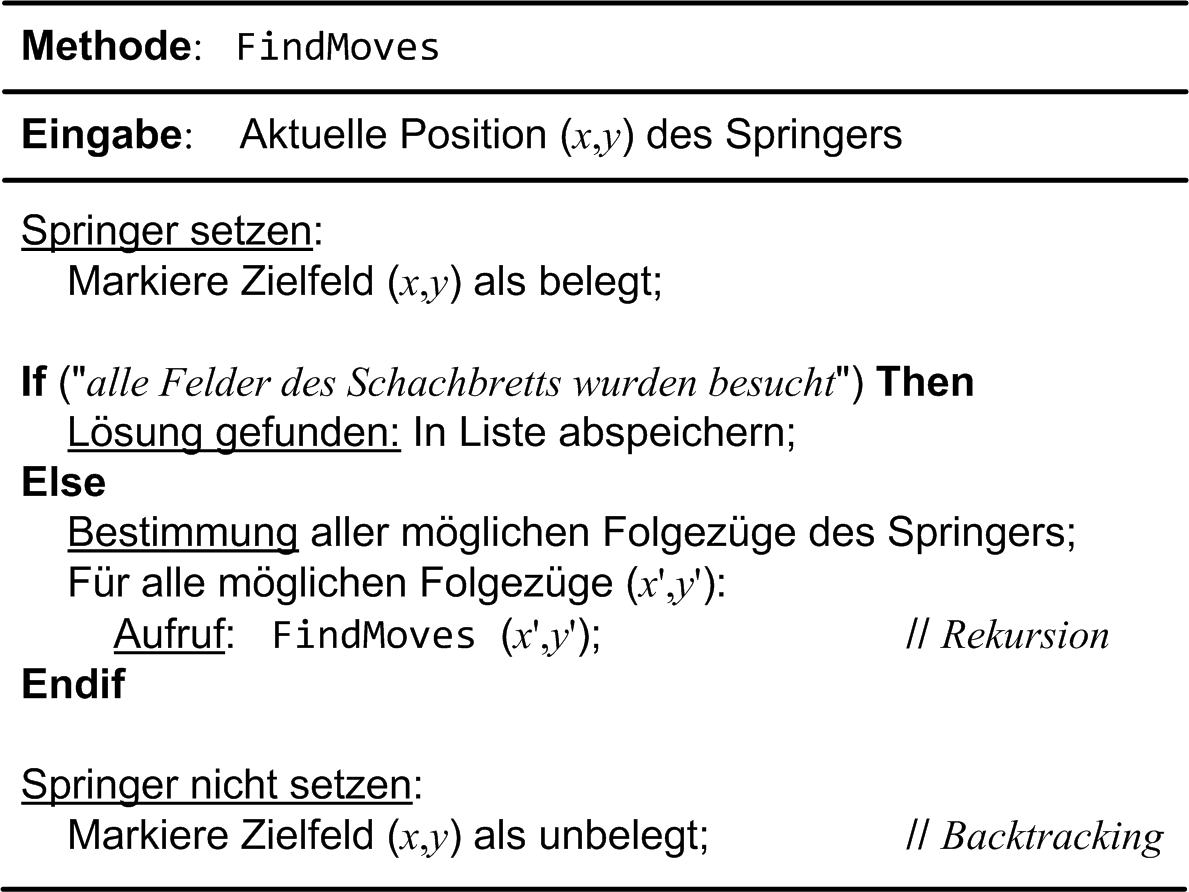 Methode: FindMoves
Eingabe: Aktuelle Position (x,y) des Springers
Springer setzen:
Markiere Zielfeld (x,y) als belegt;
If ("alle Felder des Schachbretts wurden besucht") Then
Lösung gefunden: In Liste abspeichern;
Else
Bestimmung aller möglichen Folgezüge des Springers;
Für alle möglichen Folgezüge (x',y'):
Aufruf: FindMoves (x',y'); // Rekursion
Endif
Springer nicht setzen:
Markiere Zielfeld (x,y) als unbelegt; // Backtracking